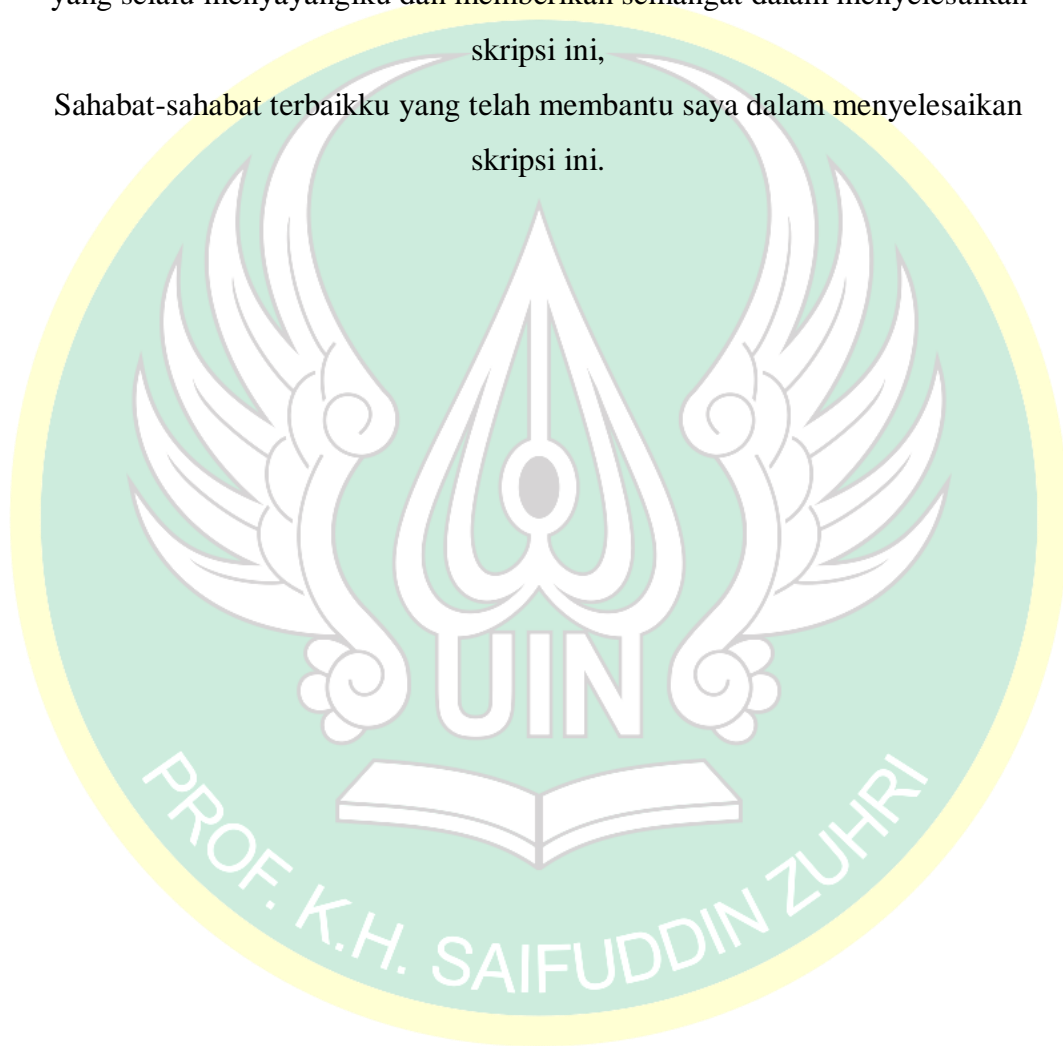 yang selalu menyayangiku dan memberikan semangat dalam menyelesaikan
skripsi ini,
Sahabat-sahabat terbaikku yang telah membantu saya dalam menyelesaikan
skripsi ini.
UIN
PROF. K.H. SAIFUDDIN ZUHRI